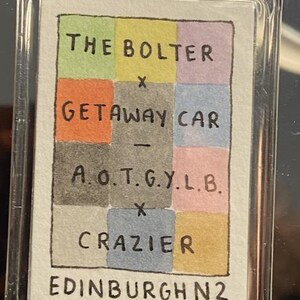 THE BOLTER
x
GETAWAY CAR
—
A.O.T.G.Y.L.B.
x
CRAZIER
EDINBURGH N2